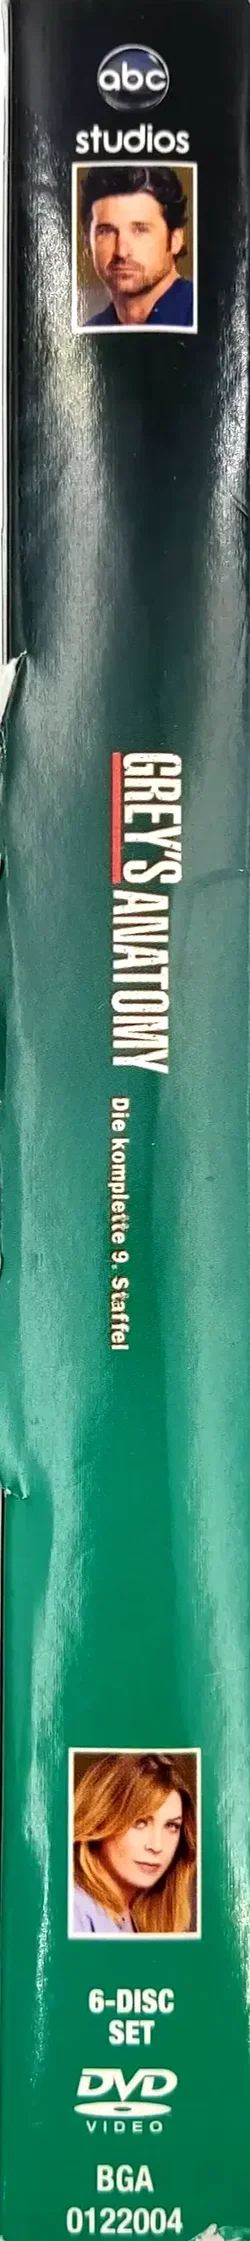 abc
studios
GREY'S ANATOMY
Die komplette 9. Staffel
6-DISC
SET
DVD
VIDEO
BGA
0122004